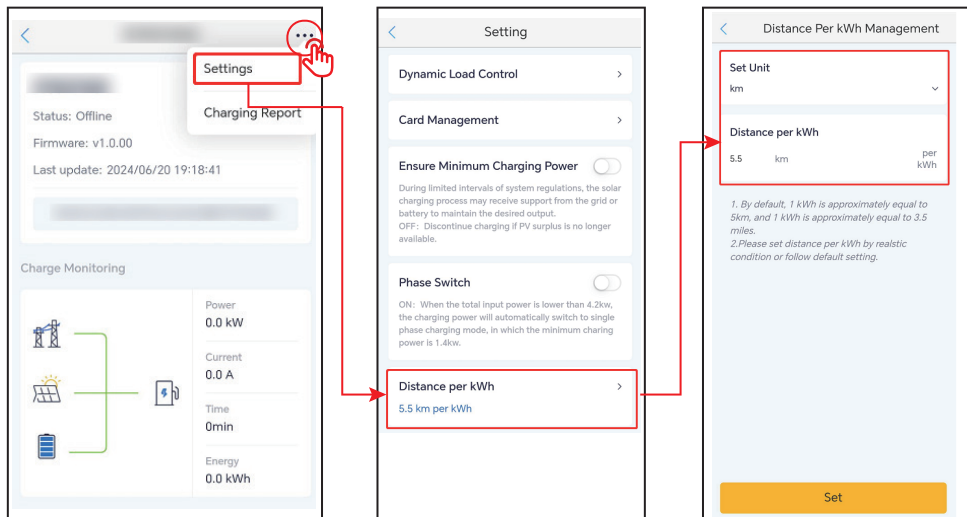 Settings
Charging Report
Status: Offline
Firmware: v1.0.00
Last update: 2024/06/20 19:18:41
Charge Monitoring
Power
0.0 kW
Current
0.0 A
Time
0min
Energy
0.0 kWh
Setting
Dynamic Load Control
Card Management
Ensure Minimum Charging Power
During limited intervals of system regulations, the solar
charging process may receive support from the grid or
battery to maintain the desired output.
OFF: Discontinue charging if PV surplus is no longer
available.
Phase Switch
ON: When the total input power is lower than 4.2kw,
the charging power will automatically switch to single
phase charging mode, in which the minimum charing
power is 1.4kw.
Distance per kWh
5.5 km per kWh
Distance Per kWh Management
Set Unit
km
Distance per kWh
5.5 km per
kWh
1. By default, 1 kWh is approximately equal to
5km, and 1 kWh is approximately equal to 3.5
miles.
2.Please set distance per kWh by realstic
condition or follow default setting.
Set